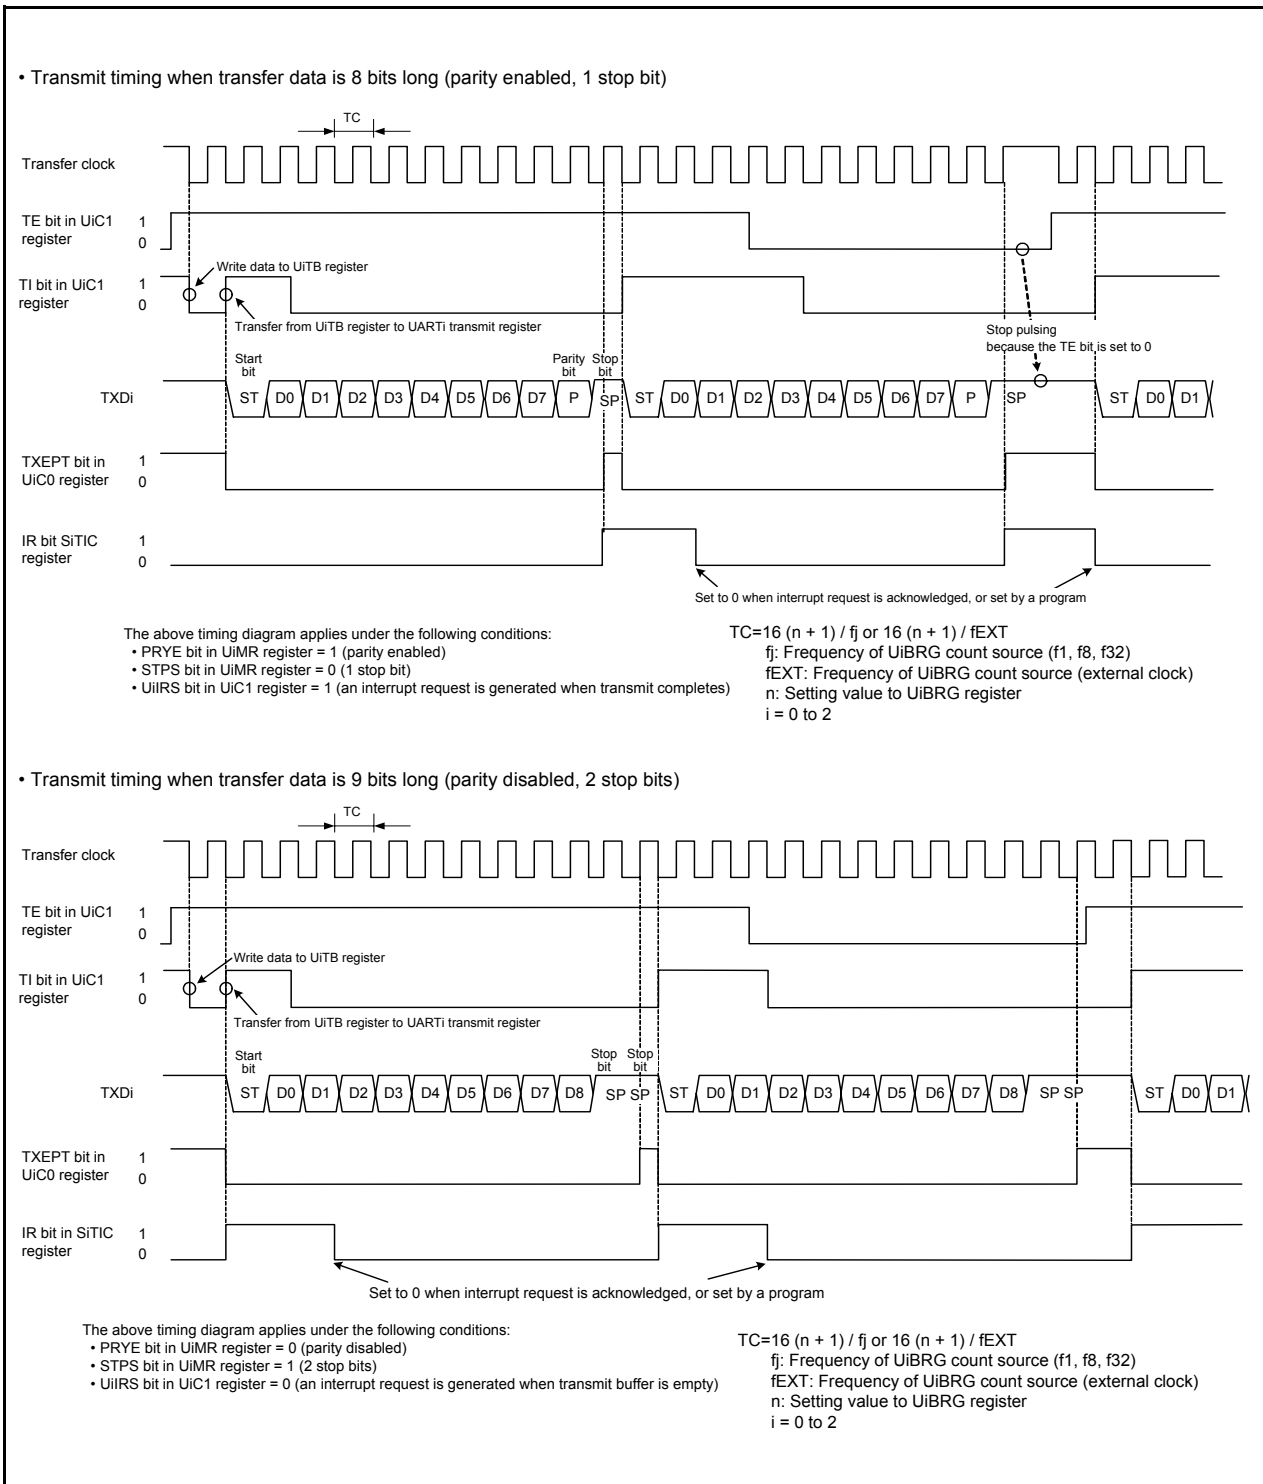 • Transmit timing when transfer data is 8 bits long (parity enabled, 1 stop bit)
TC
Transfer clock
TE bit in UiC1 1
register 0
Write data to UiTB register
TI bit in UiC1 1
register 0
Transfer from UiTB register to UARTi transmit register
Stop pulsing
because the TE bit is set to 0
Start Parity Stop
bit bit bit
TXDi ST D0 D1 D2 D3 D4 D5 D6 D7 P SP ST D0 D1 D2 D3 D4 D5 D6 D7 P SP ST D0 D1
TXEPT bit in 1
UiC0 register 0
IR bit SiTIC 1
register 0
Set to 0 when interrupt request is acknowledged, or set by a program
The above timing diagram applies under the following conditions:
• PRYE bit in UiMR register = 1 (parity enabled)
• STPS bit in UiMR register = 0 (1 stop bit)
• UiIRS bit in UiC1 register = 1 (an interrupt request is generated when transmit completes)
TC=16 (n + 1) / fj or 16 (n + 1) / fEXT
fj: Frequency of UiBRG count source (f1, f8, f32)
fEXT: Frequency of UiBRG count source (external clock)
n: Setting value to UiBRG register
i = 0 to 2
• Transmit timing when transfer data is 9 bits long (parity disabled, 2 stop bits)
TC
Transfer clock
TE bit in UiC1 1
register 0
Write data to UiTB register
TI bit in UiC1 1
register 0
Transfer from UiTB register to UARTi transmit register
Start Stop Stop
bit bit bit
TXDi ST D0 D1 D2 D3 D4 D5 D6 D7 D8 SP SP ST D0 D1 D2 D3 D4 D5 D6 D7 D8 SP SP ST D0 D1
TXEPT bit in 1
UiC0 register 0
IR bit in SiTIC 1
register 0
Set to 0 when interrupt request is acknowledged, or set by a program
The above timing diagram applies under the following conditions:
• PRYE bit in UiMR register = 0 (parity disabled)
• STPS bit in UiMR register = 1 (2 stop bits)
• UiIRS bit in UiC1 register = 0 (an interrupt request is generated when transmit buffer is empty)
TC=16 (n + 1) / fj or 16 (n + 1) / fEXT
fj: Frequency of UiBRG count source (f1, f8, f32)
fEXT: Frequency of UiBRG count source (external clock)
n: Setting value to UiBRG register
i = 0 to 2